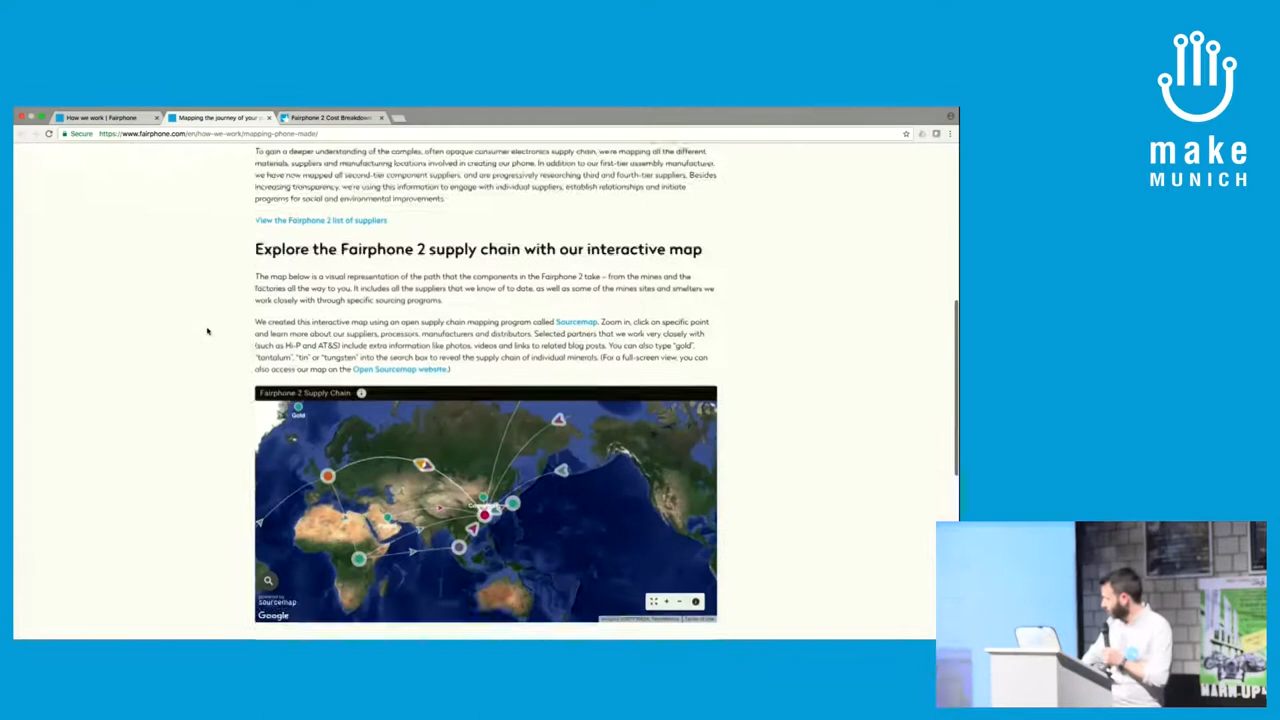 make
MUNICH
How we work | Fairphone
Mapping the journey of your
Fairphone 2 Cost Breakdown
Secure https://www.fairphone.com/en/how-we-work/mapping-phone-made/
To gain a deeper understanding of the complex, often opaque consumer electronics supply chain, we're mapping all the different
materials, suppliers and manufacturing locations involved in creating our phone. In addition to our first-tier assembly manufacturer,
we have now mapped all second-tier component suppliers, and are progressively researching third and fourth-tier suppliers. Besides
increasing transparency, we're using this information to engage with individual suppliers, establish relationships and initiate
programs for social and environmental improvements.
View the Fairphone 2 list of suppliers
Explore the Fairphone 2 supply chain with our interactive map
The map below is a visual representation of the path that the components in the Fairphone 2 take – from the mines and the
factories all the way to you. It includes all the suppliers that we know of to date, as well as some of the mines sites and smelters we
work closely with through specific sourcing programs.
We created this interactive map using an open supply chain mapping program called Sourcemap. Zoom in, click an specific point
and learn more about our suppliers, processors, manufacturers and distributors. Selected partners that we work very closely with
(such as Hi-P and AT&S) include extra information like photos, videos and links to related blog posts. You can also type "gold",
"tantalum", "tin" or "tungsten" into the search box to reveal the supply chain of individual minerals. (For a full-screen view, you can
also access our map on the Open Sourcemap website.)
Fairphone 2 Supply Chain
Gold
powered by
sourcemap
Google
Terms of Use
WARM-UP